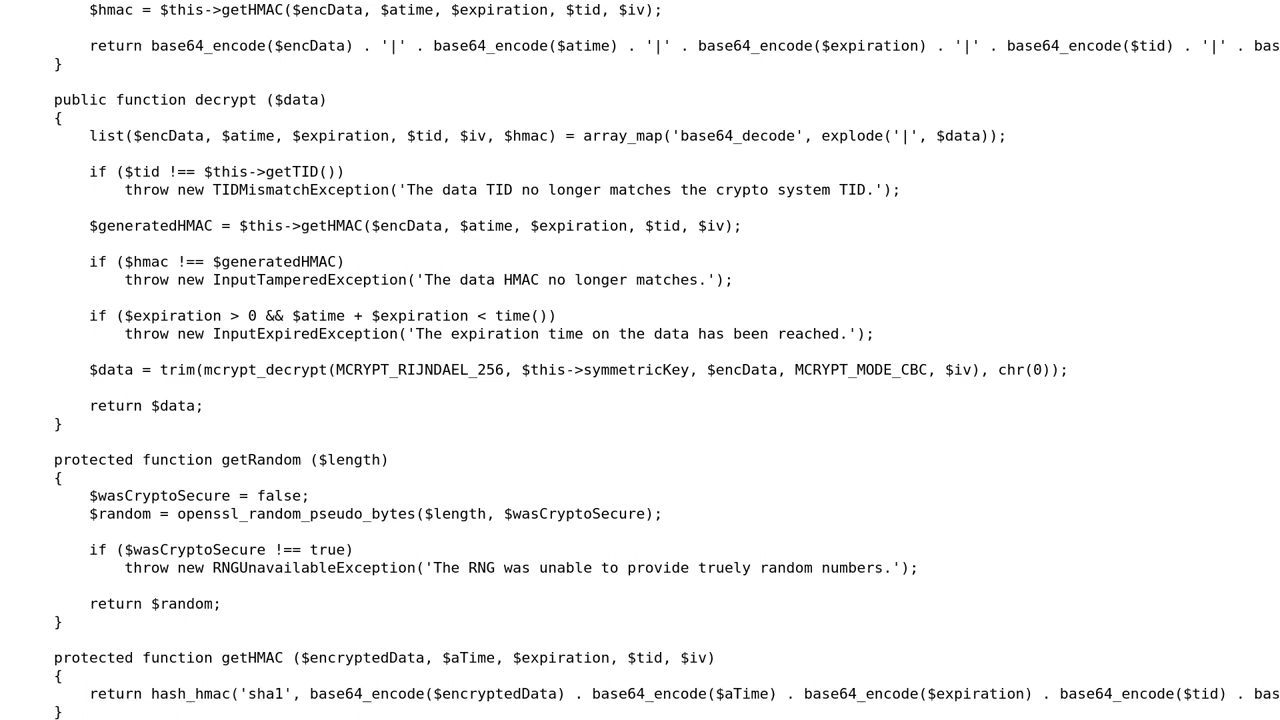 $hmac = $this->getHMAC($encData, $atime, $expiration, $tid, $iv);
return base64_encode($encData) . '|' . base64_encode($atime) . '|' . base64_encode($expiration) . '|' . base64_encode($tid) . '|' . bas
}
public function decrypt ($data)
{
list($encData, $atime, $expiration, $tid, $iv, $hmac) = array_map('base64_decode', explode('|', $data));
if ($tid !== $this->getTID())
throw new TIDMismatchException('The data TID no longer matches the crypto system TID.');
$generatedHMAC = $this->getHMAC($encData, $atime, $expiration, $tid, $iv);
if ($hmac !== $generatedHMAC)
throw new InputTamperedException('The data HMAC no longer matches.');
if ($expiration > 0 && $atime + $expiration < time())
throw new InputExpiredException('The expiration time on the data has been reached.');
$data = trim(mcrypt_decrypt(MCRYPT_RIJNDAEL_256, $this->symmetricKey, $encData, MCRYPT_MODE_CBC, $iv), chr(0));
return $data;
}
protected function getRandom ($length)
{
$wasCryptoSecure = false;
$random = openssl_random_pseudo_bytes($length, $wasCryptoSecure);
if ($wasCryptoSecure !== true)
throw new RNGUnavailableException('The RNG was unable to provide truely random numbers.');
return $random;
}
protected function getHMAC ($encryptedData, $aTime, $expiration, $tid, $iv)
{
return hash_hmac('sha1', base64_encode($encryptedData) . base64_encode($aTime) . base64_encode($expiration) . base64_encode($tid) . bas
}